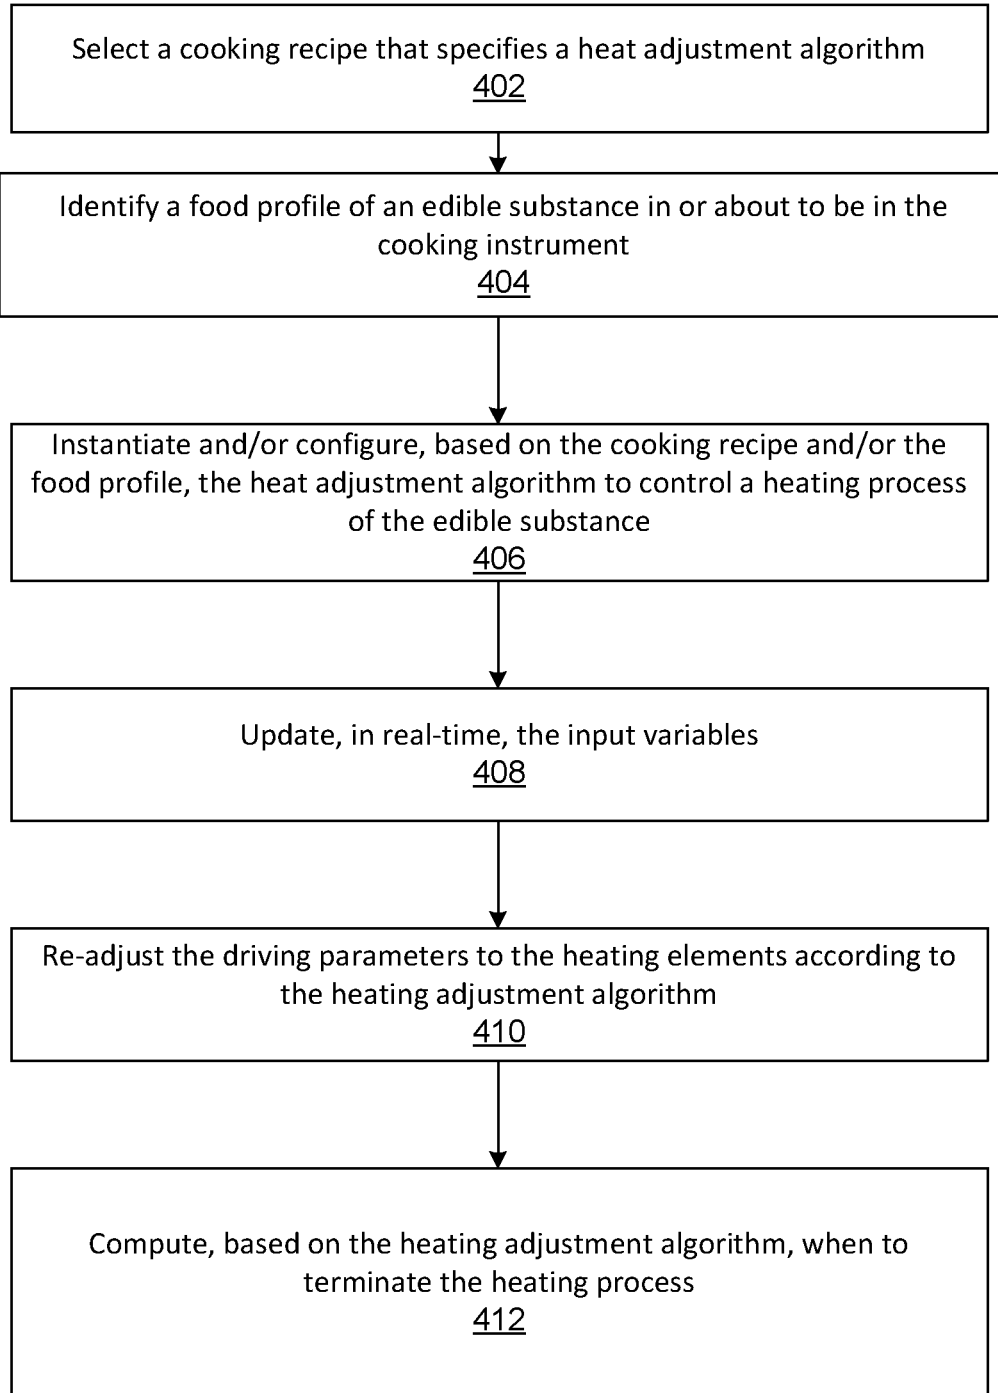 Select a cooking recipe that specifies a heat adjustment algorithm
402
Identify a food profile of an edible substance in or about to be in the
cooking instrument
404
Instantiate and/or configure, based on the cooking recipe and/or the
food profile, the heat adjustment algorithm to control a heating process
of the edible substance
406
Update, in real-time, the input variables
408
Re-adjust the driving parameters to the heating elements according to
the heating adjustment algorithm
410
Compute, based on the heating adjustment algorithm, when to
terminate the heating process
412